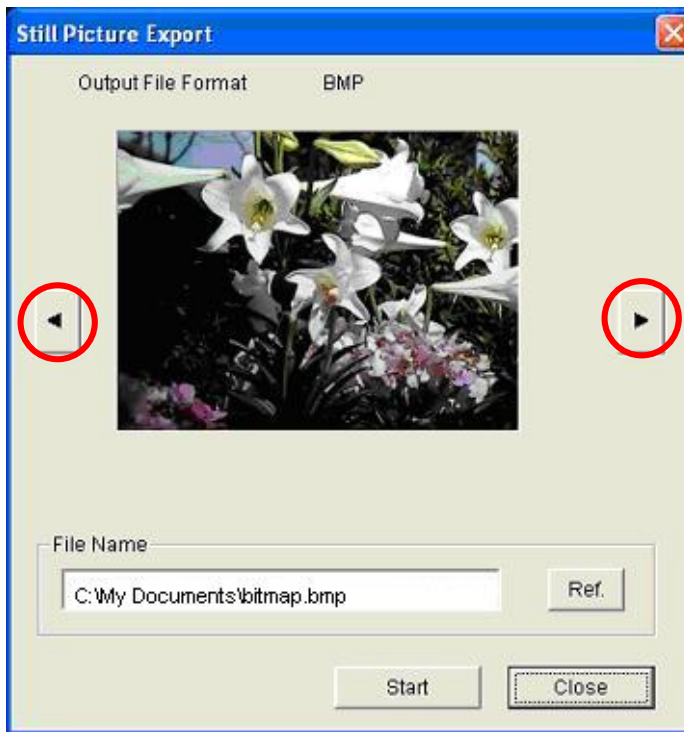 Still Picture Export
Output File Format BMP
File Name
C:\My Documents\bitmap.bmp
Ref.
Start Close